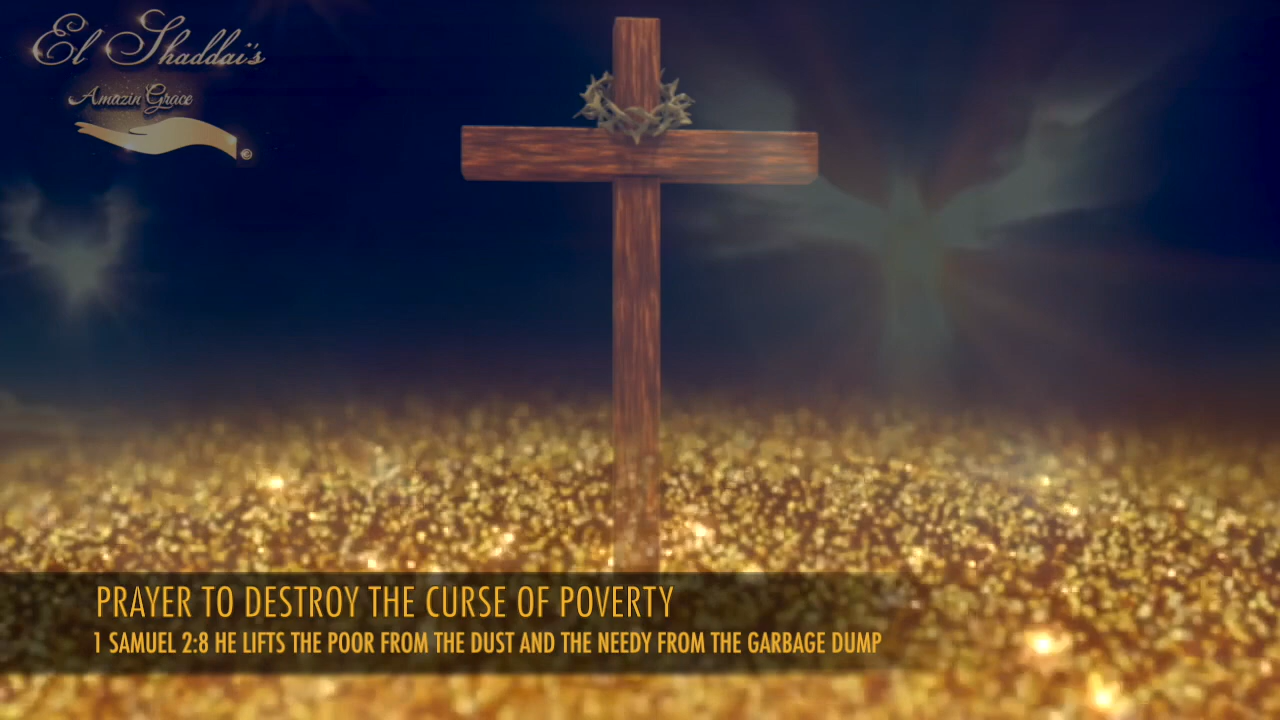 El Shaddai's
Amazin Grace
©
PRAYER TO DESTROY THE CURSE OF POVERTY
1 SAMUEL 2:8 HE LIFTS THE POOR FROM THE DUST AND THE NEEDY FROM THE GARBAGE DUMP